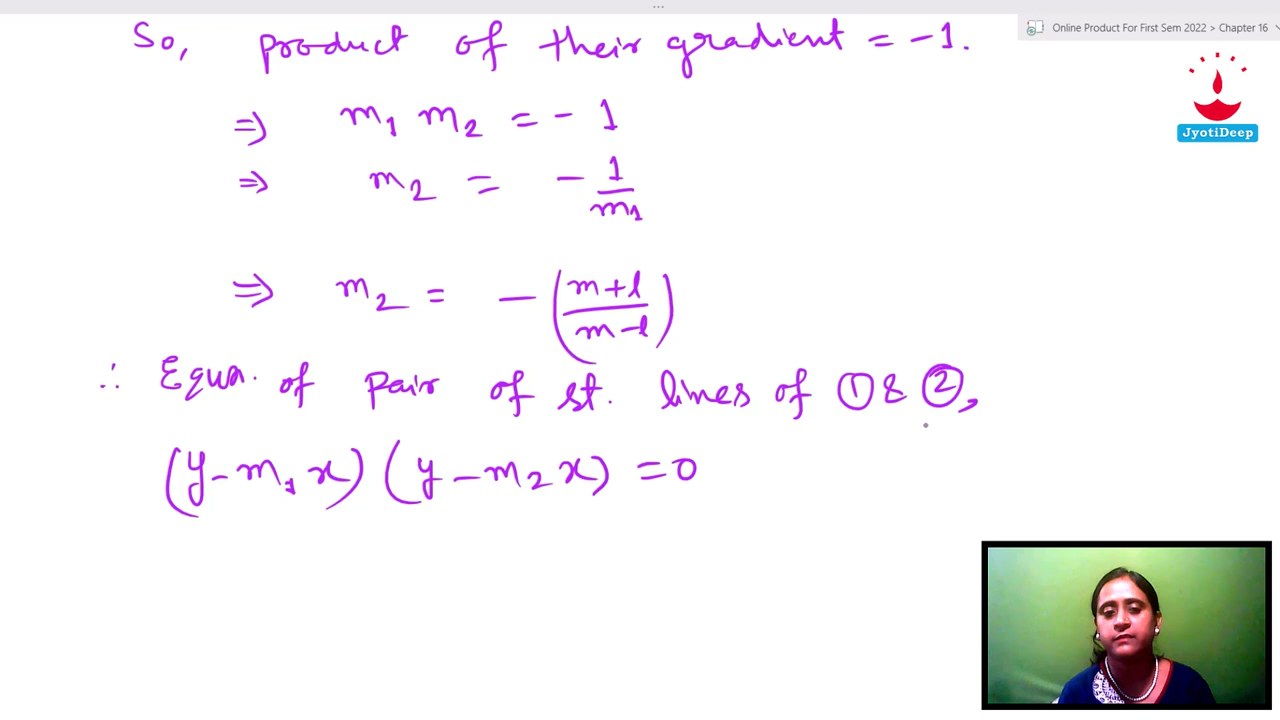 ...
Online Product For First Sem 2022 > Chapter 16
So, product of their gradient = -1.
JyotiDeep
⇒ m₁ m₂ = - 1
⇒ m₂ = - 1/m₁
⇒ m₂ = - ((m+l)/(m-l))
∴ Equa. of pair of st. lines of ① & ②,
(y-m₁x) (y-m₂x) = 0